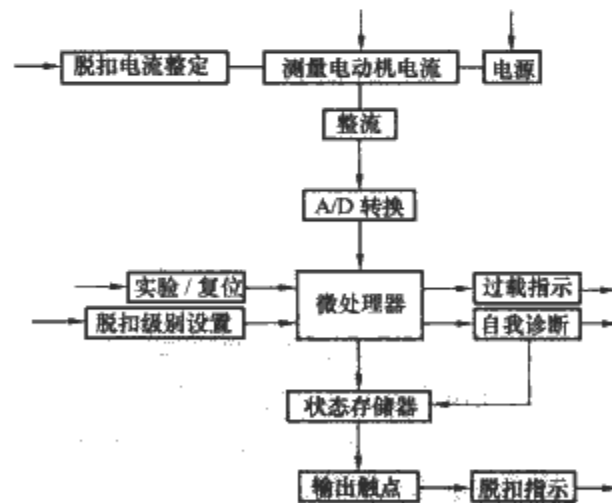 脱扣电流整定
测量电动机电流
电源
整流
A/D 转换
实验 / 复位
微处理器
过载指示
脱扣级别设置
自我诊断
状态存储器
输出触点
脱扣指示